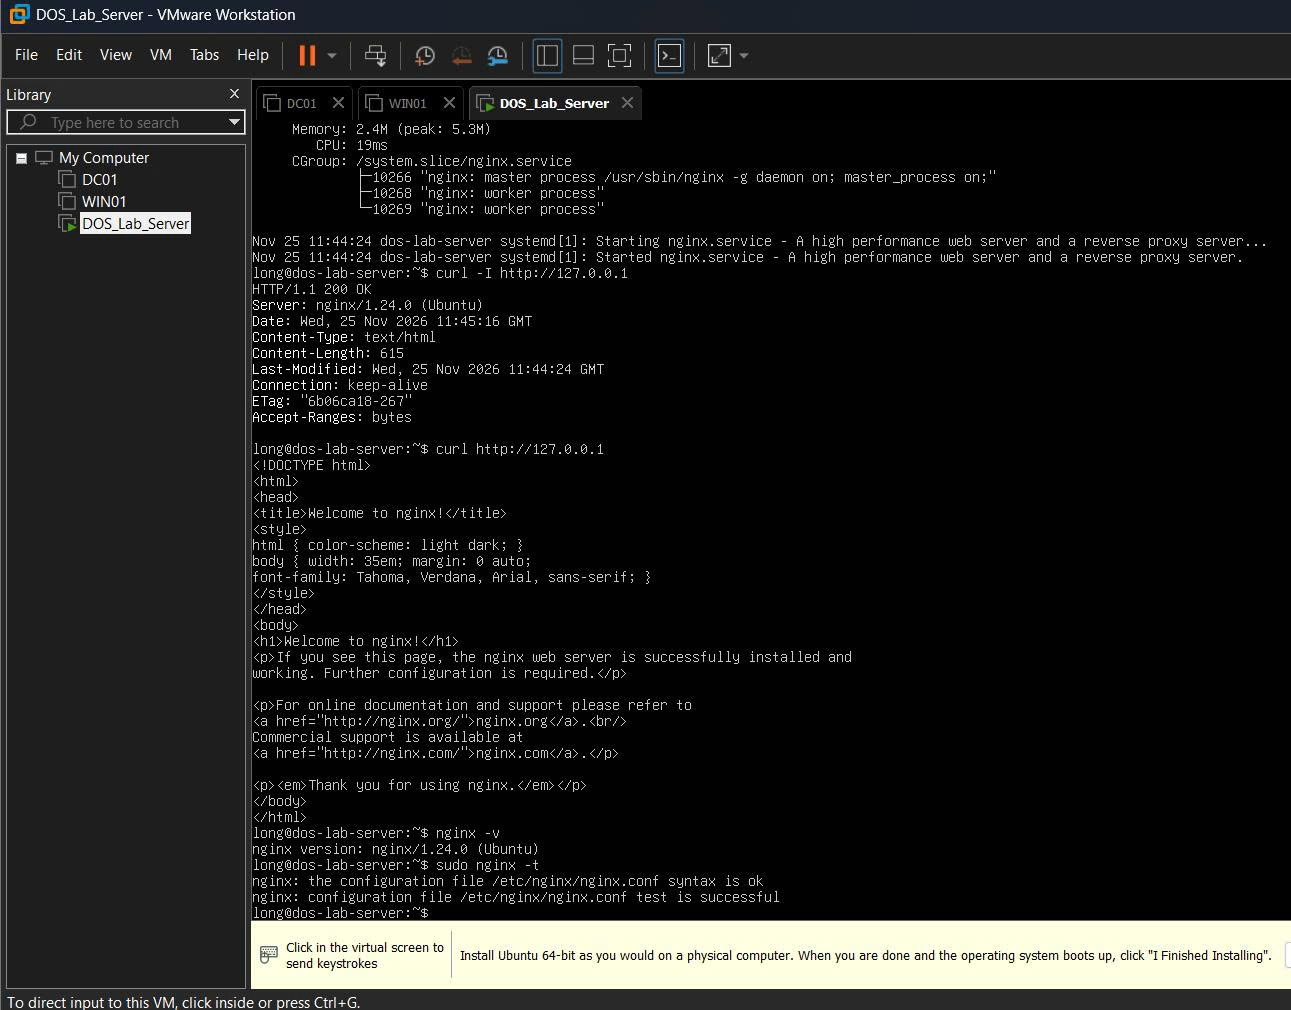 DOS_Lab_Server - VMware Workstation
File Edit View VM Tabs Help
Library
Type here to search
My Computer
DC01
WIN01
DOS_Lab_Server
DC01 WIN01 DOS_Lab_Server
Memory: 2.4M (peak: 5.3M)
CPU: 19ms
CGroup: /system.slice/nginx.service
├─10266 "nginx: master process /usr/sbin/nginx -g daemon on; master_process on;"
├─10268 "nginx: worker process"
└─10269 "nginx: worker process"
Nov 25 11:44:24 dos-lab-server systemd[1]: Starting nginx.service - A high performance web server and a reverse proxy server...
Nov 25 11:44:24 dos-lab-server systemd[1]: Started nginx.service - A high performance web server and a reverse proxy server.
long@dos-lab-server:~$ curl -I http://127.0.0.1
HTTP/1.1 200 OK
Server: nginx/1.24.0 (Ubuntu)
Date: Wed, 25 Nov 2026 11:45:16 GMT
Content-Type: text/html
Content-Length: 615
Last-Modified: Wed, 25 Nov 2026 11:44:24 GMT
Connection: keep-alive
ETag: "6b06ca18-267"
Accept-Ranges: bytes
long@dos-lab-server:~$ curl http://127.0.0.1
<!DOCTYPE html>
<html>
<head>
<title>Welcome to nginx!</title>
<style>
html { color-scheme: light dark; }
body { width: 35em; margin: 0 auto;
font-family: Tahoma, Verdana, Arial, sans-serif; }
</style>
</head>
<body>
<h1>Welcome to nginx!</h1>
<p>If you see this page, the nginx web server is successfully installed and
working. Further configuration is required.</p>
<p>For online documentation and support please refer to
<a href="http://nginx.org/">nginx.org</a>.<br/>
Commercial support is available at
<a href="http://nginx.com/">nginx.com</a>.</p>
<p><em>Thank you for using nginx.</em></p>
</body>
</html>
long@dos-lab-server:~$ nginx -v
nginx version: nginx/1.24.0 (Ubuntu)
long@dos-lab-server:~$ sudo nginx -t
nginx: the configuration file /etc/nginx/nginx.conf syntax is ok
nginx: configuration file /etc/nginx/nginx.conf test is successful
long@dos-lab-server:~$
Click in the virtual screen to
send keystrokes
Install Ubuntu 64-bit as you would on a physical computer. When you are done and the operating system boots up, click "I Finished Installing".
To direct input to this VM, click inside or press Ctrl+G.